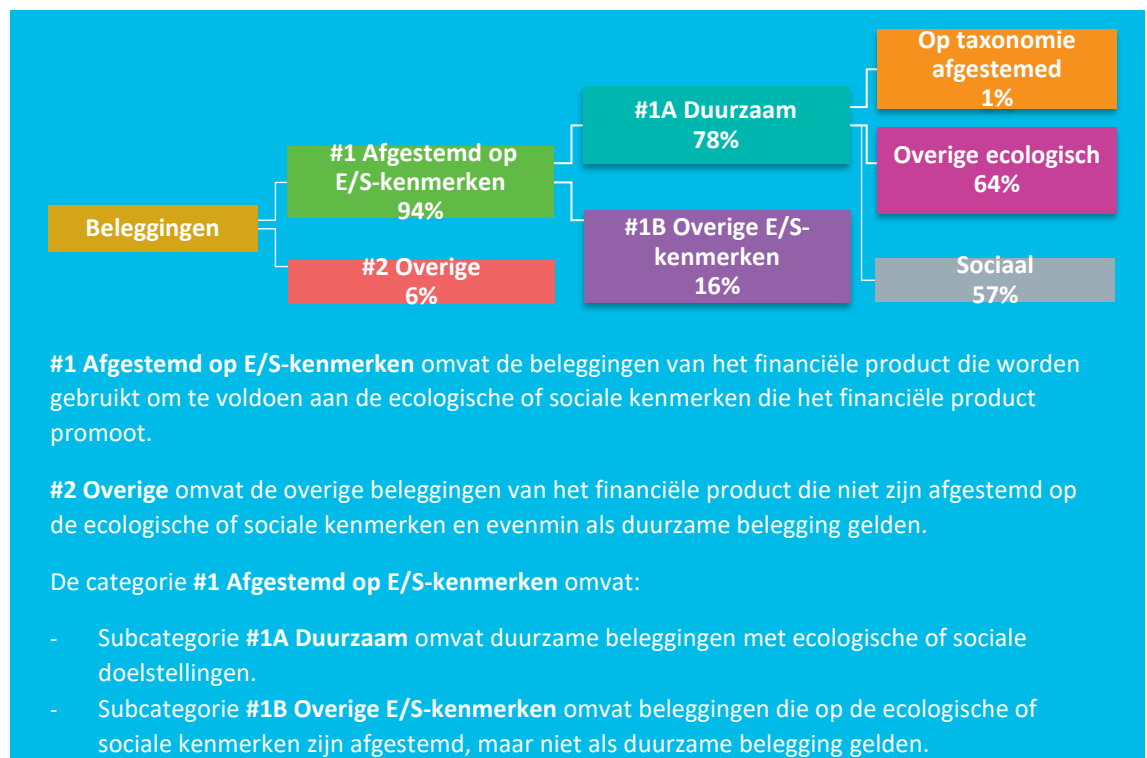 Op taxonomie
afgestemed
1%
#1A Duurzaam
78%
#1 Afgestemd op
E/S-kenmerken
94%
Overige ecologisch
64%
Beleggingen
#1B Overige E/S-
kenmerken
16%
#2 Overige
6%
Sociaal
57%
#1 Afgestemd op E/S-kenmerken omvat de beleggingen van het financiële product die worden
gebruikt om te voldoen aan de ecologische of sociale kenmerken die het financiële product
promoot.
#2 Overige omvat de overige beleggingen van het financiële product die niet zijn afgestemd op
de ecologische of sociale kenmerken en evenmin als duurzame belegging gelden.
De categorie #1 Afgestemd op E/S-kenmerken omvat:
- Subcategorie #1A Duurzaam omvat duurzame beleggingen met ecologische of sociale
doelstellingen.
- Subcategorie #1B Overige E/S-kenmerken omvat beleggingen die op de ecologische of
sociale kenmerken zijn afgestemd, maar niet als duurzame belegging gelden.